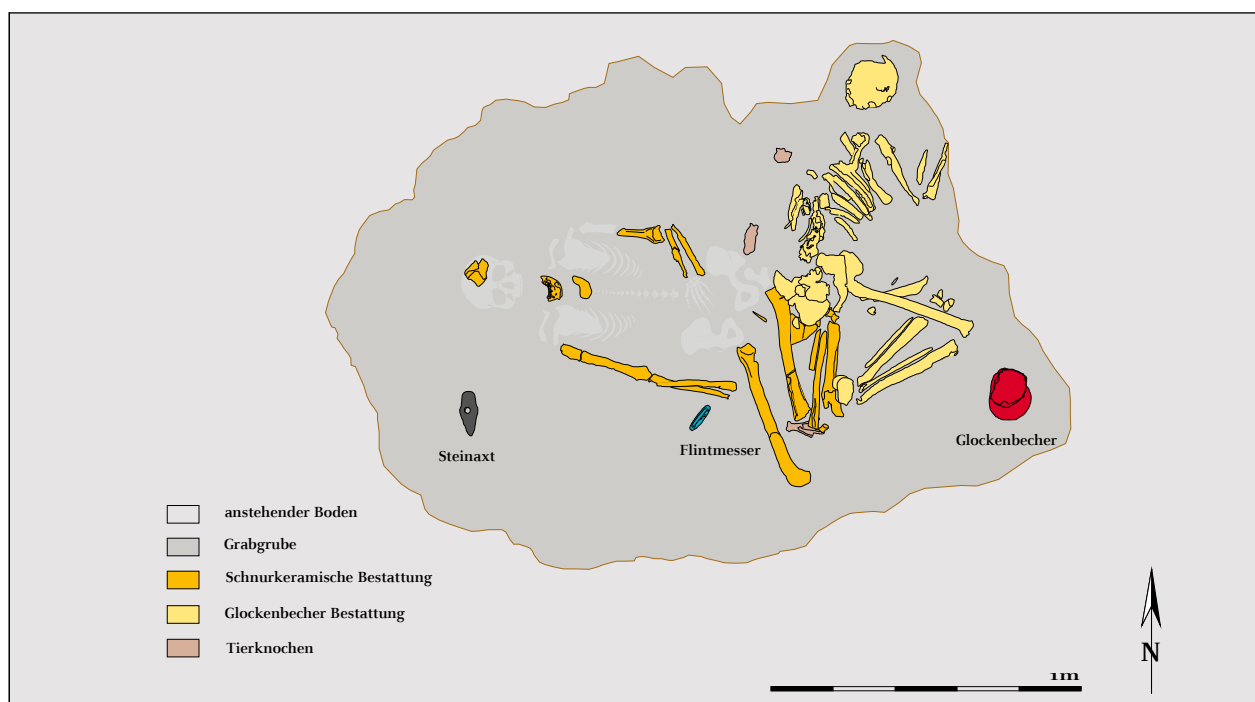 Glockenbecher
Flintmesser
Steinaxt
anstehender Boden
Grabgrube
Schnurkeramische Bestattung
Glockenbecher Bestattung
Tierknochen
N
1m